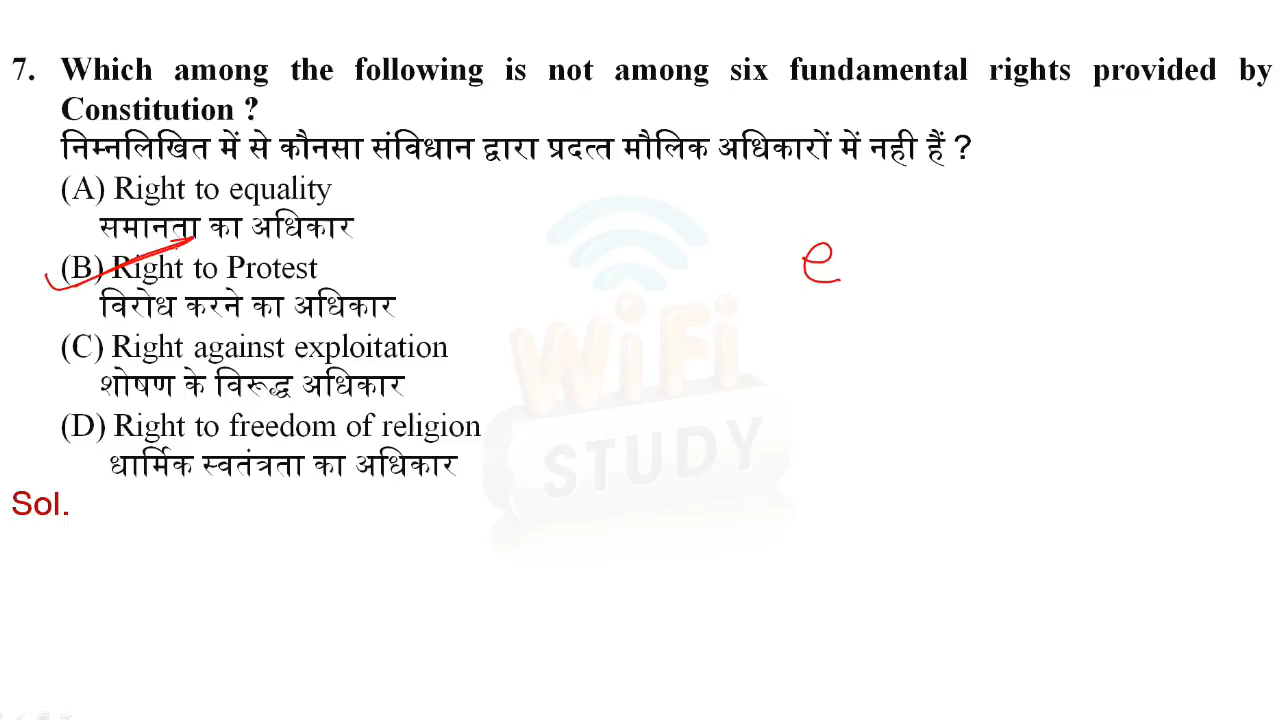 7. Which among the following is not among six fundamental rights provided by
Constitution ?
निम्नलिखित में से कौनसा संविधान द्वारा प्रदत्त मौलिक अधिकारों में नही हैं ?
(A) Right to equality
समानता का अधिकार
(B) Right to Protest
विरोध करने का अधिकार
(C) Right against exploitation
शोषण के विरूद्ध अधिकार
(D) Right to freedom of religion
धार्मिक स्वतंत्रता का अधिकार
Sol.
e
WiFi
STUDY